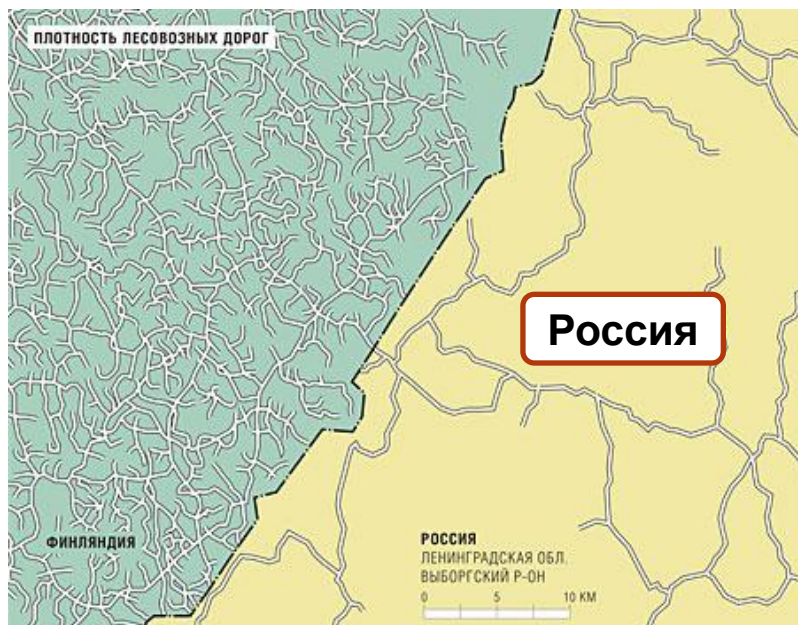 ПЛОТНОСТЬ ЛЕСОВОЗНЫХ ДОРОГ
Россия
ФИНЛЯНДИЯ
РОССИЯ
ЛЕНИНГРАДСКАЯ ОБЛ.
ВЫБОРГСКИЙ Р-ОН
0 5 10 КМ